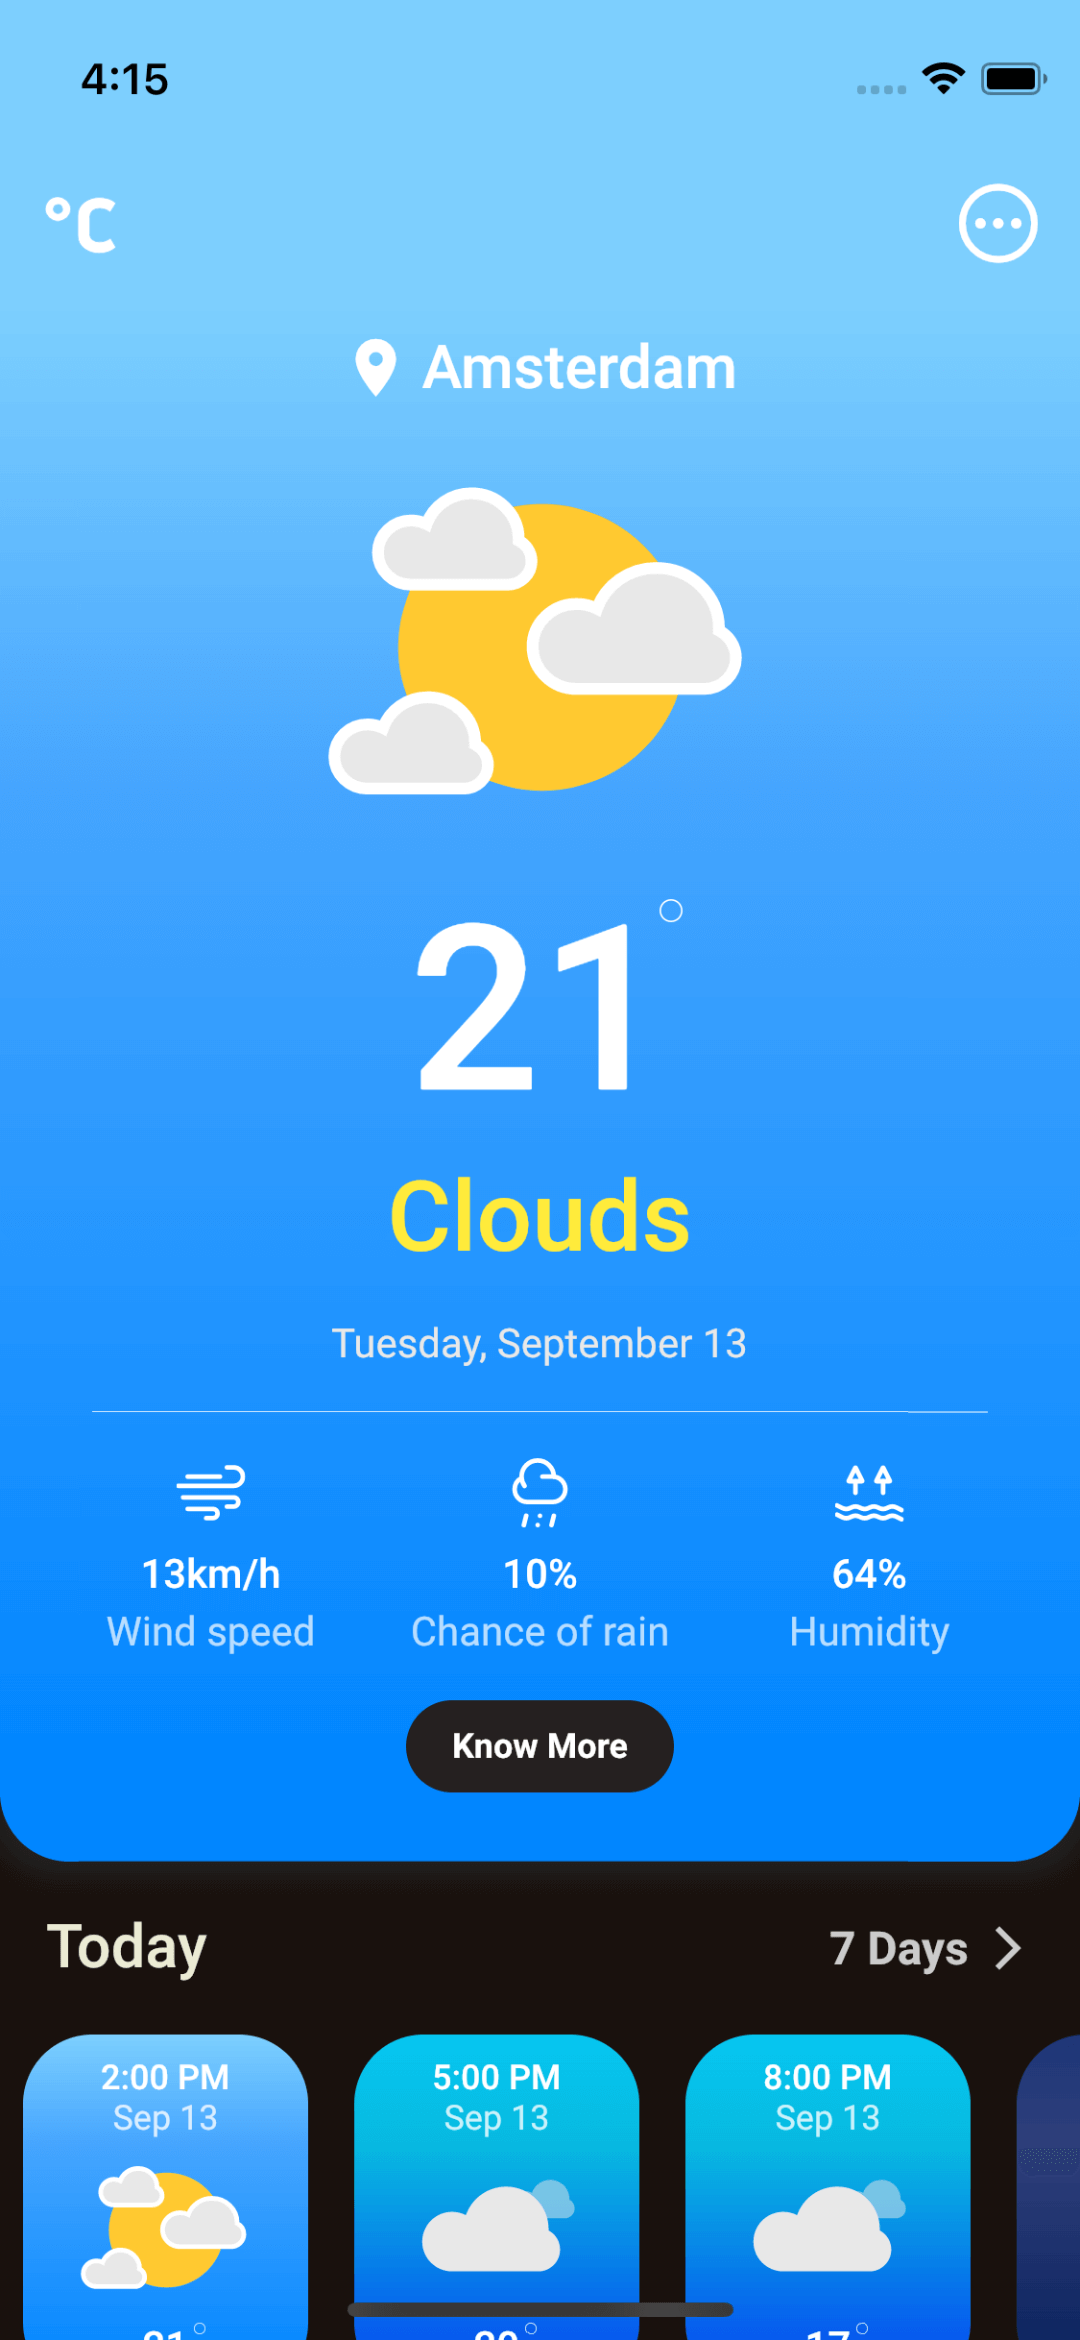 4:15
°C
Amsterdam
21°
Clouds
Tuesday, September 13
13km/h 10% 64%
Wind speed Chance of rain Humidity
Know More
Today 7 Days
2:00 PM 5:00 PM 8:00 PM
Sep 13 Sep 13 Sep 13
17°